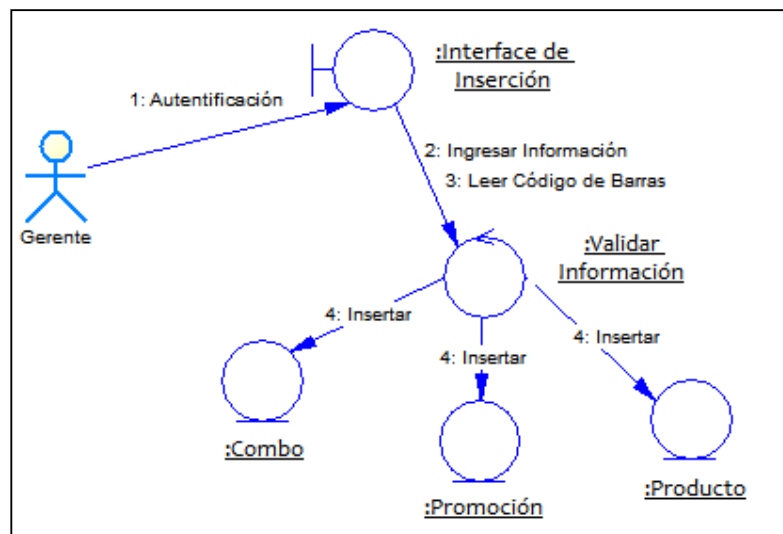 :Interface de
Inserción
1: Autentificación
2: Ingresar Información
3: Leer Código de Barras
Gerente
:Validar
Información
4: Insertar
4: Insertar
4: Insertar
:Combo
:Promoción
:Producto